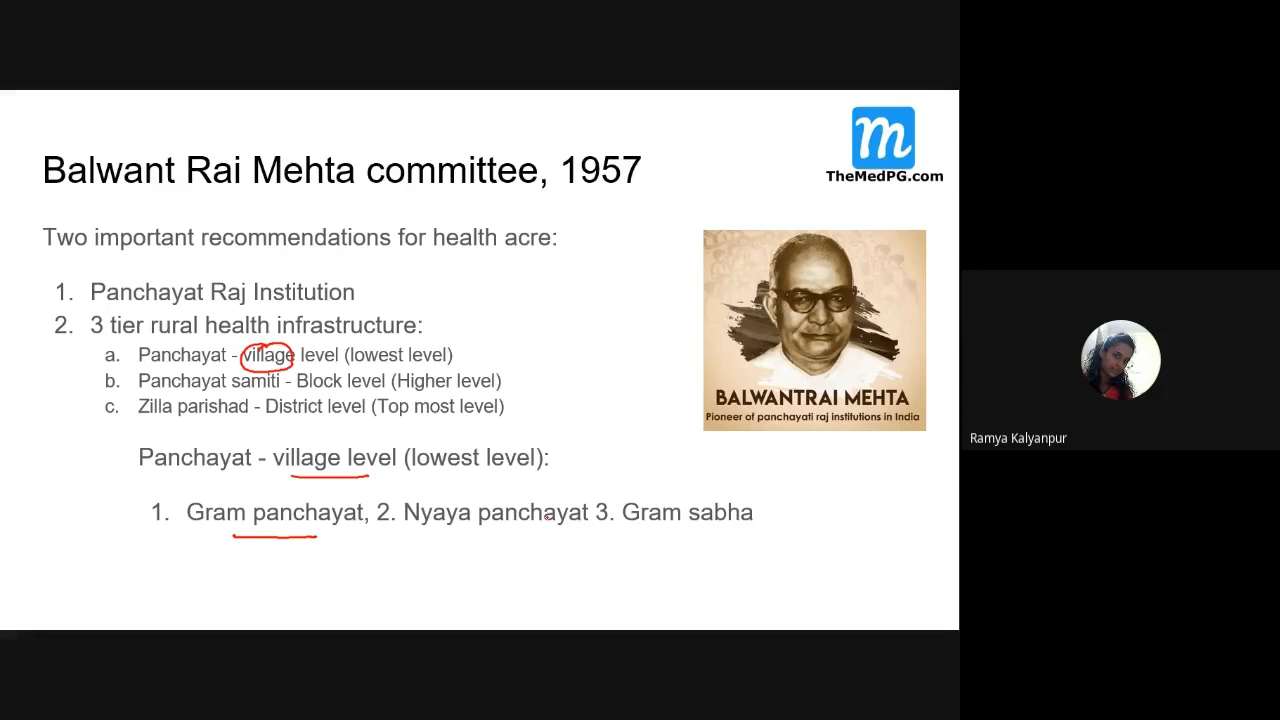 m
TheMedPG.com
Balwant Rai Mehta committee, 1957
Two important recommendations for health acre:
1. Panchayat Raj Institution
2. 3 tier rural health infrastructure:
a. Panchayat - village level (lowest level)
b. Panchayat samiti - Block level (Higher level)
c. Zilla parishad - District level (Top most level)
BALWANTRAI MEHTA
Pioneer of panchayati raj institutions in India
Panchayat - village level (lowest level):
1. Gram panchayat, 2. Nyaya panchayat 3. Gram sabha
Ramya Kalyanpur